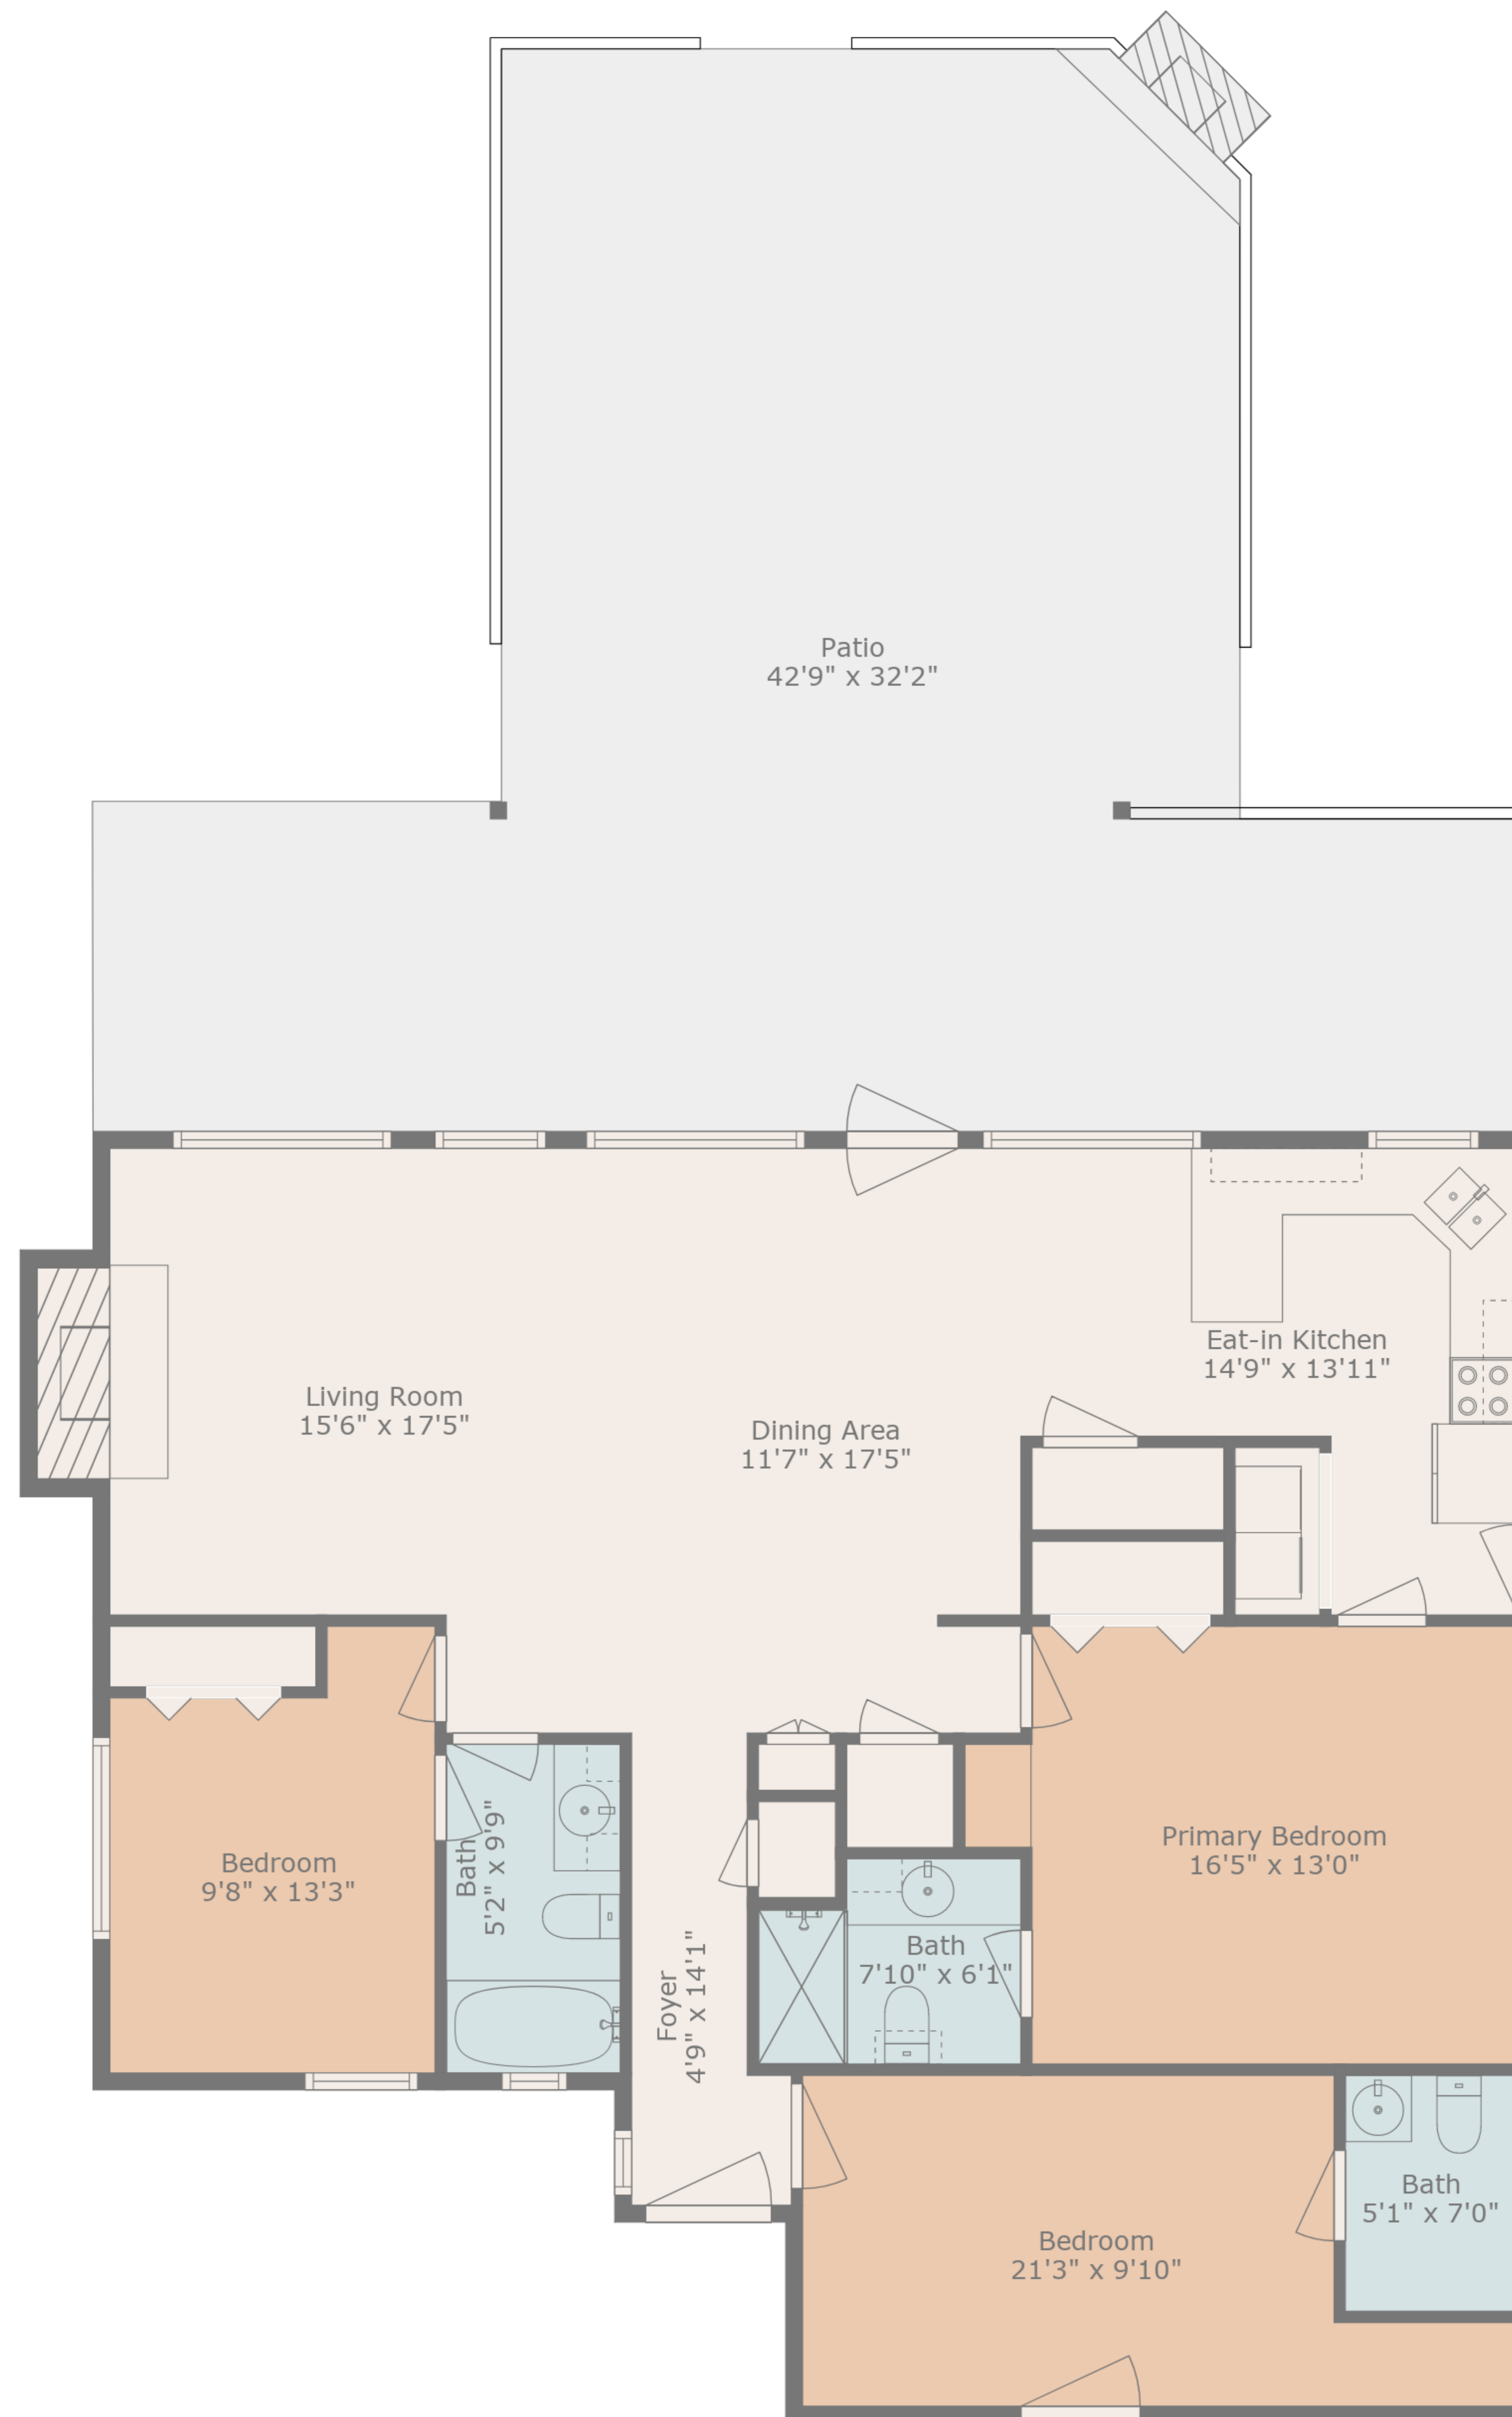 Patio
42'9" x 32'2"
Eat-in Kitchen
14'9" x 13'11"
Living Room
15'6" x 17'5"
Dining Area
11'7" x 17'5"
Primary Bedroom
16'5" x 13'0"
Bedroom
9'8" x 13'3"
Bath
5'2" x 9'9"
Bath
7'10" x 6'1"
Foyer
4'9" x 14'1"
Bath
5'1" x 7'0"
Bedroom
21'3" x 9'10"